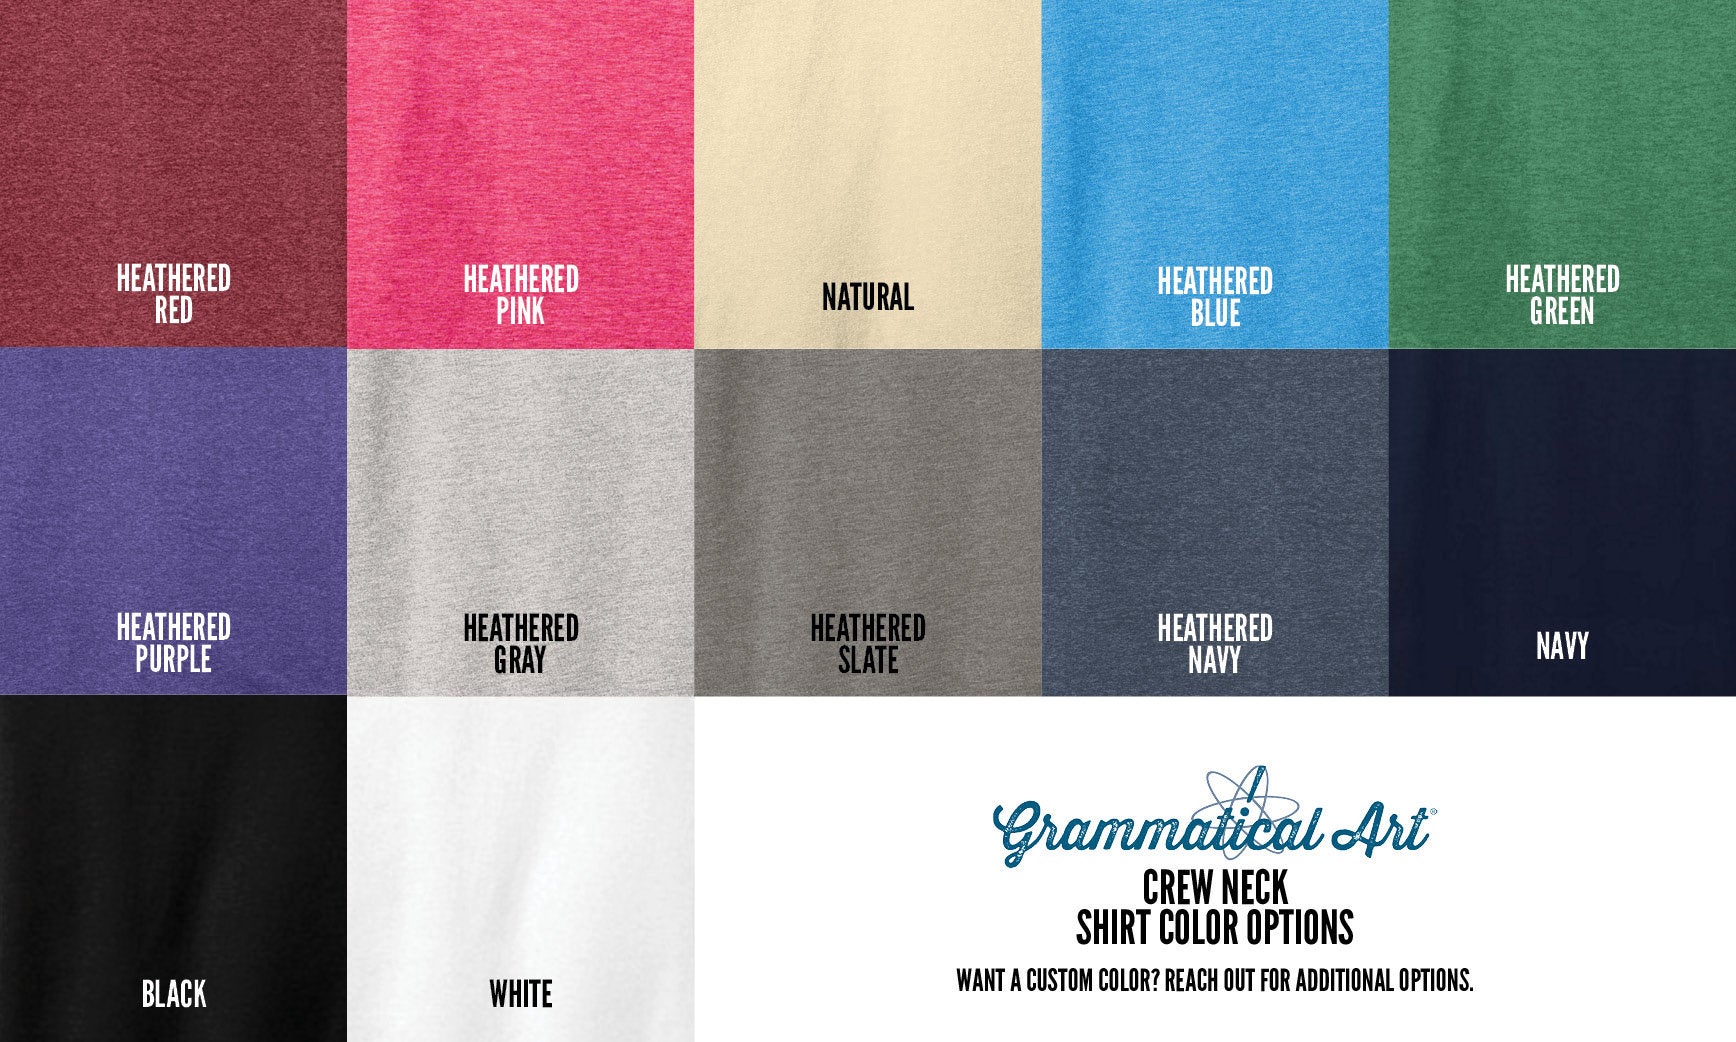 HEATHERED
RED
HEATHERED
PINK
NATURAL
HEATHERED
BLUE
HEATHERED
GREEN
HEATHERED
PURPLE
HEATHERED
GRAY
HEATHERED
SLATE
HEATHERED
NAVY
NAVY
BLACK
WHITE
Grammatical Art®
CREW NECK
SHIRT COLOR OPTIONS
WANT A CUSTOM COLOR? REACH OUT FOR ADDITIONAL OPTIONS.